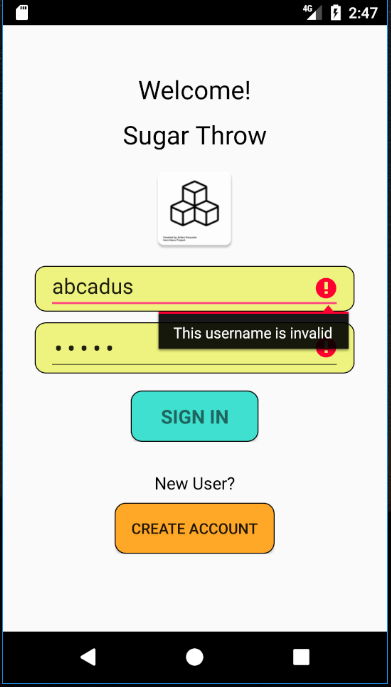 4G 2:47
Welcome!
Sugar Throw
abcadus
This username is invalid
•••••
SIGN IN
New User?
CREATE ACCOUNT